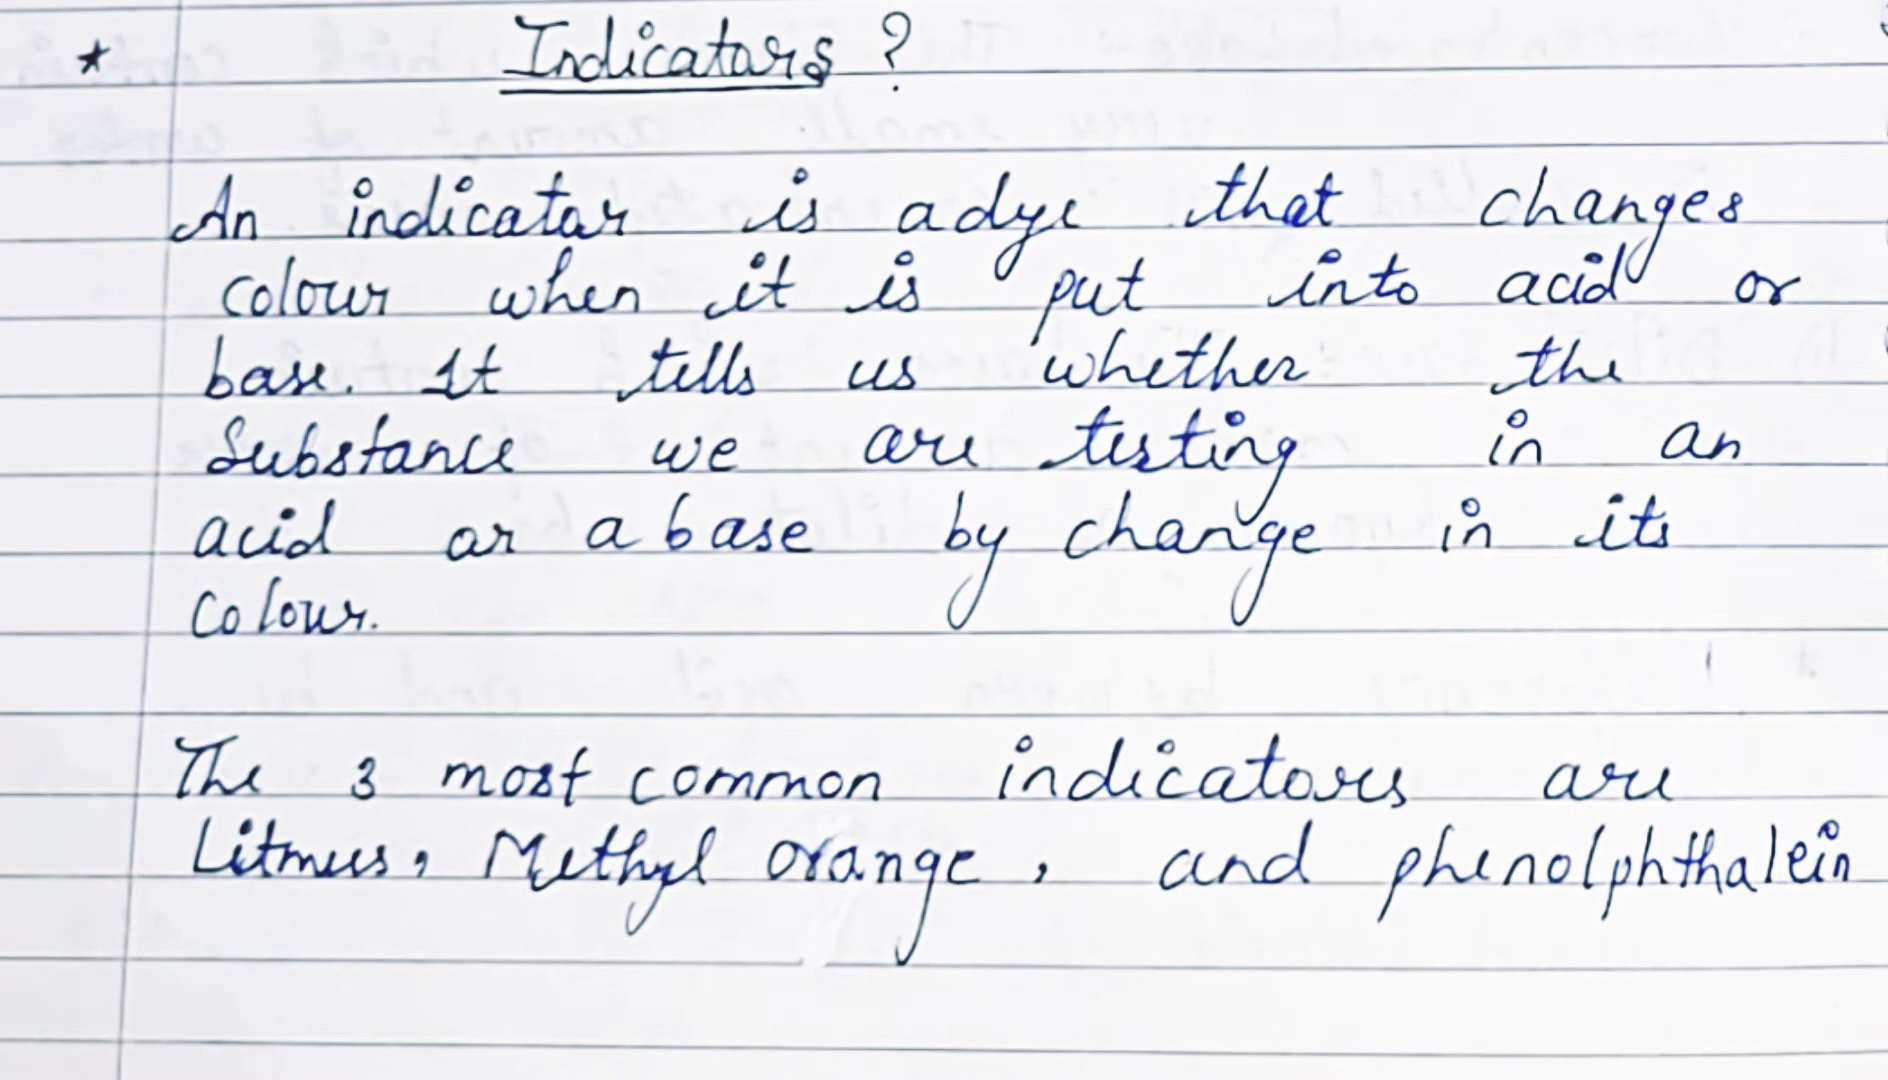 * Indicators ?
An indicator is a dye that changes
colour when it is put into acid or
base. It tells us whether the
Substance we are testing in an
acid or a base by change in its
colour.
The 3 most common indicators are
Litmus, Methyl orange, and phenolphthalein